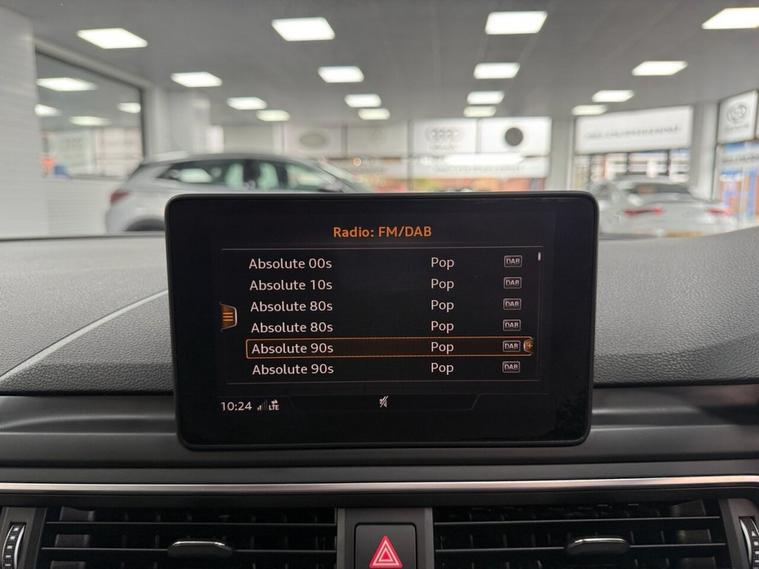 Radio: FM/DAB
Absolute 00s Pop DAB
Absolute 10s Pop DAB
Absolute 80s Pop DAB
Absolute 80s Pop DAB
Absolute 90s Pop DAB
Absolute 90s Pop DAB
10:24 LTE